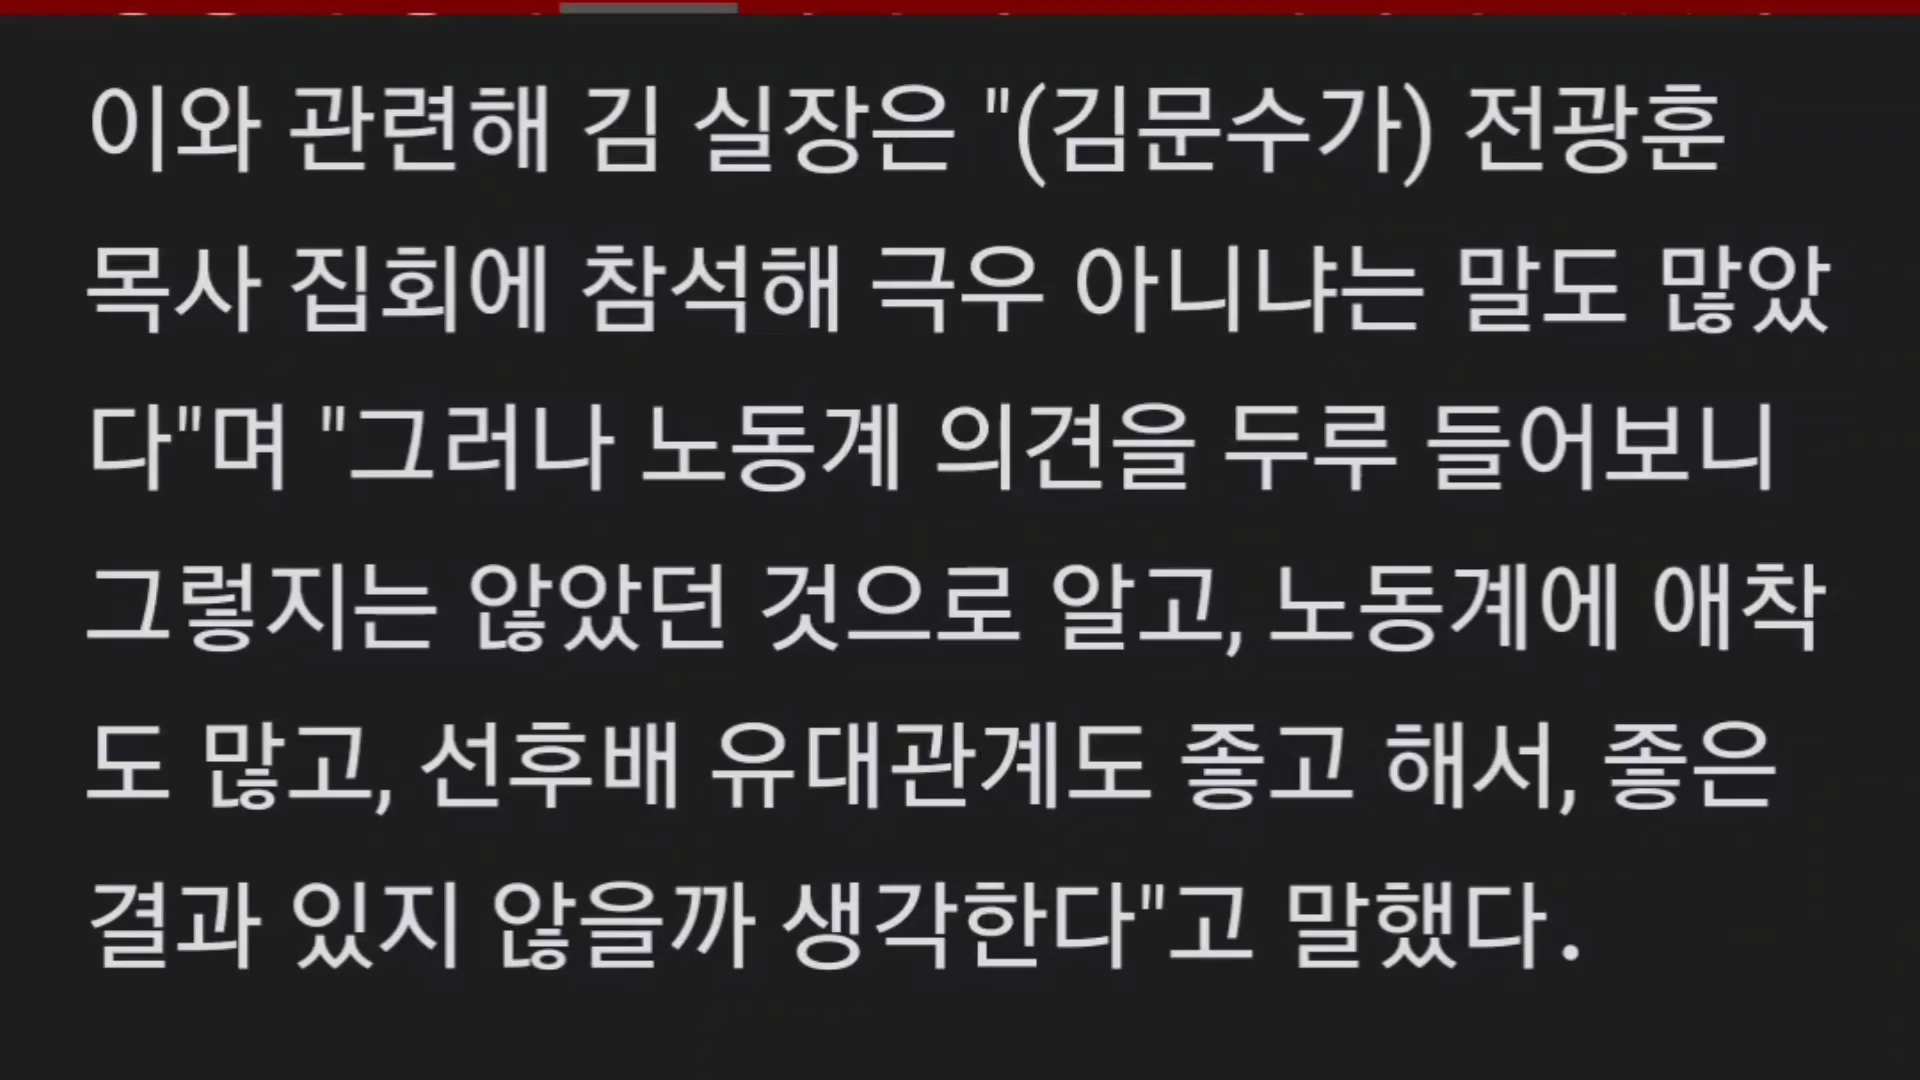 이와 관련해 김 실장은 "(김문수가) 전광훈
목사 집회에 참석해 극우 아니냐는 말도 많았
다"며 "그러나 노동계 의견을 두루 들어보니
그렇지는 않았던 것으로 알고, 노동계에 애착
도 많고, 선후배 유대관계도 좋고 해서, 좋은
결과 있지 않을까 생각한다"고 말했다.